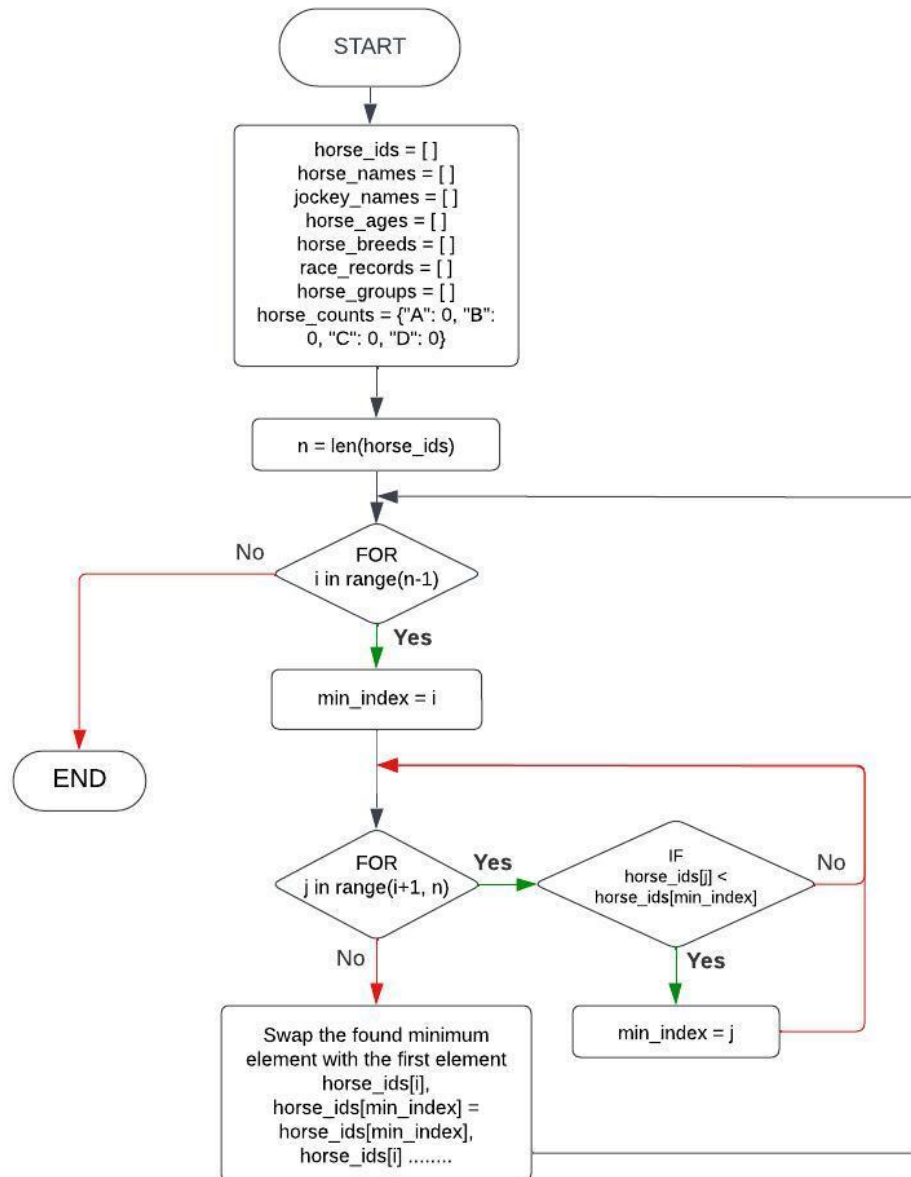 START
horse_ids = [ ]
horse_names = [ ]
jockey_names = [ ]
horse_ages = [ ]
horse_breeds = [ ]
race_records = [ ]
horse_groups = [ ]
horse_counts = {"A": 0, "B":
0, "C": 0, "D": 0}
n = len(horse_ids)
No
FOR
i in range(n-1)
Yes
min_index = i
END
FOR
j in range(i+1, n)
Yes
IF
horse_ids[j] <
horse_ids[min_index]
No
No
Yes
Swap the found minimum
element with the first element
horse_ids[i],
horse_ids[min_index] =
horse_ids[min_index],
horse_ids[i] ........
min_index = j